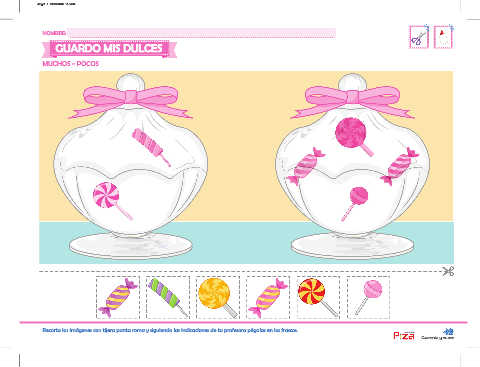 NOMBRE:
GUARDO MIS DULCES
MUCHOS - POCOS
Recorta las imágenes con tijera punta roma y siguiendo las indicaciones de tu profesora pégalas en los frascos.